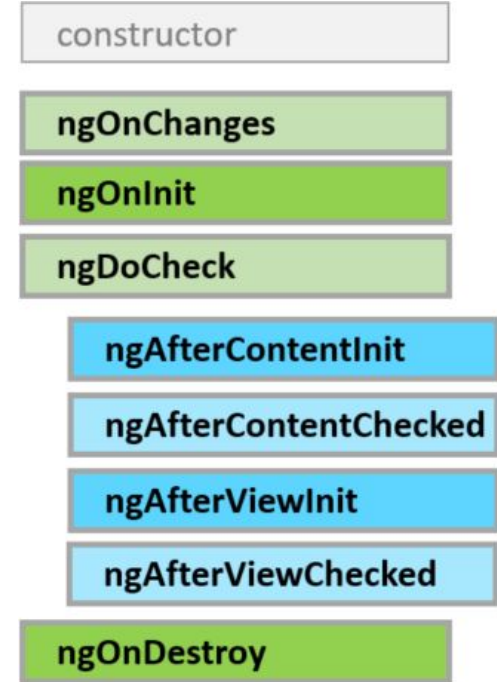 constructor
ngOnChanges
ngOnInit
ngDoCheck
ngAfterContentInit
ngAfterContentChecked
ngAfterViewInit
ngAfterViewChecked
ngOnDestroy